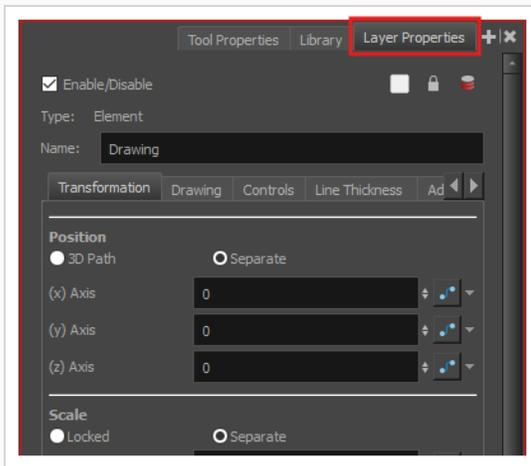 Tool Properties Library Layer Properties
Enable/Disable
Type: Element
Name: Drawing
Transformation Drawing Controls Line Thickness Ad
Position
3D Path Separate
(x) Axis 0
(y) Axis 0
(z) Axis 0
Scale
Locked Separate